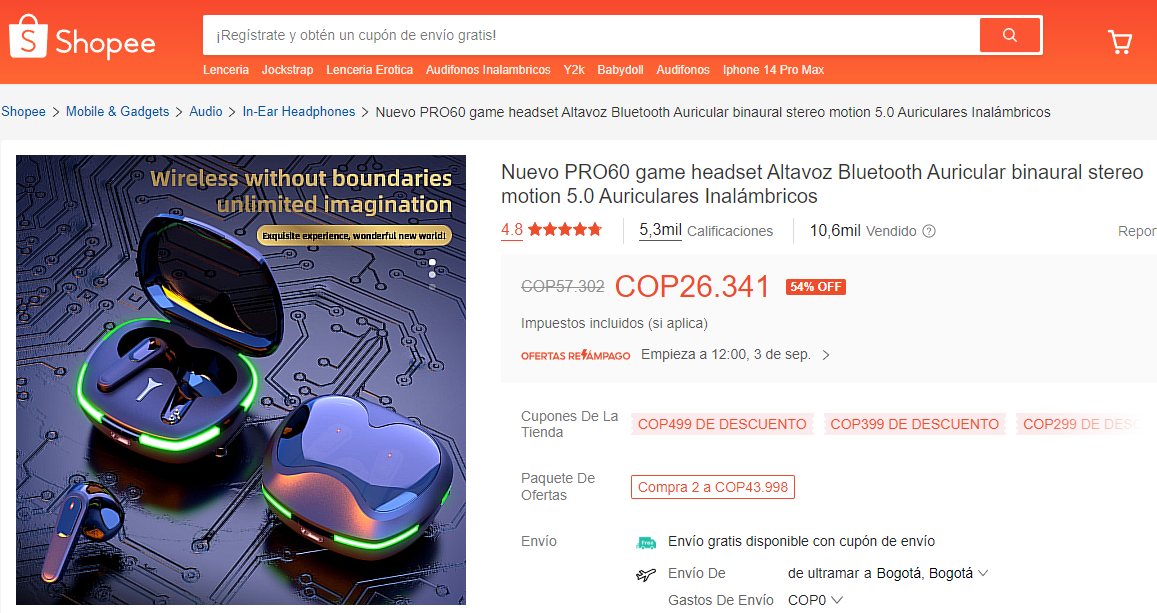 Shopee
¡Regístrate y obtén un cupón de envío gratis!
Lenceria Jockstrap Lenceria Erotica Audifonos Inalambricos Y2k Babydoll Audifonos Iphone 14 Pro Max
Shopee > Mobile & Gadgets > Audio > In-Ear Headphones > Nuevo PRO60 game headset Altavoz Bluetooth Auricular binaural stereo motion 5.0 Auriculares Inalámbricos
Wireless without boundaries
unlimited imagination
Exquisite experience, wonderful new world!
Nuevo PRO60 game headset Altavoz Bluetooth Auricular binaural stereo
motion 5.0 Auriculares Inalámbricos
4.8 5,3mil Calificaciones 10,6mil Vendido ? Repor
COP57.302 COP26.341 54% OFF
Impuestos incluidos (si aplica)
OFERTAS RELÁMPAGO Empieza a 12:00, 3 de sep. >
Cupones De La
Tienda
COP499 DE DESCUENTO COP399 DE DESCUENTO COP299 DE DESC
Paquete De
Ofertas
Compra 2 a COP43.998
Envío
Free Envío gratis disponible con cupón de envío
Envío De de ultramar a Bogotá, Bogotá
Gastos De Envío COP0